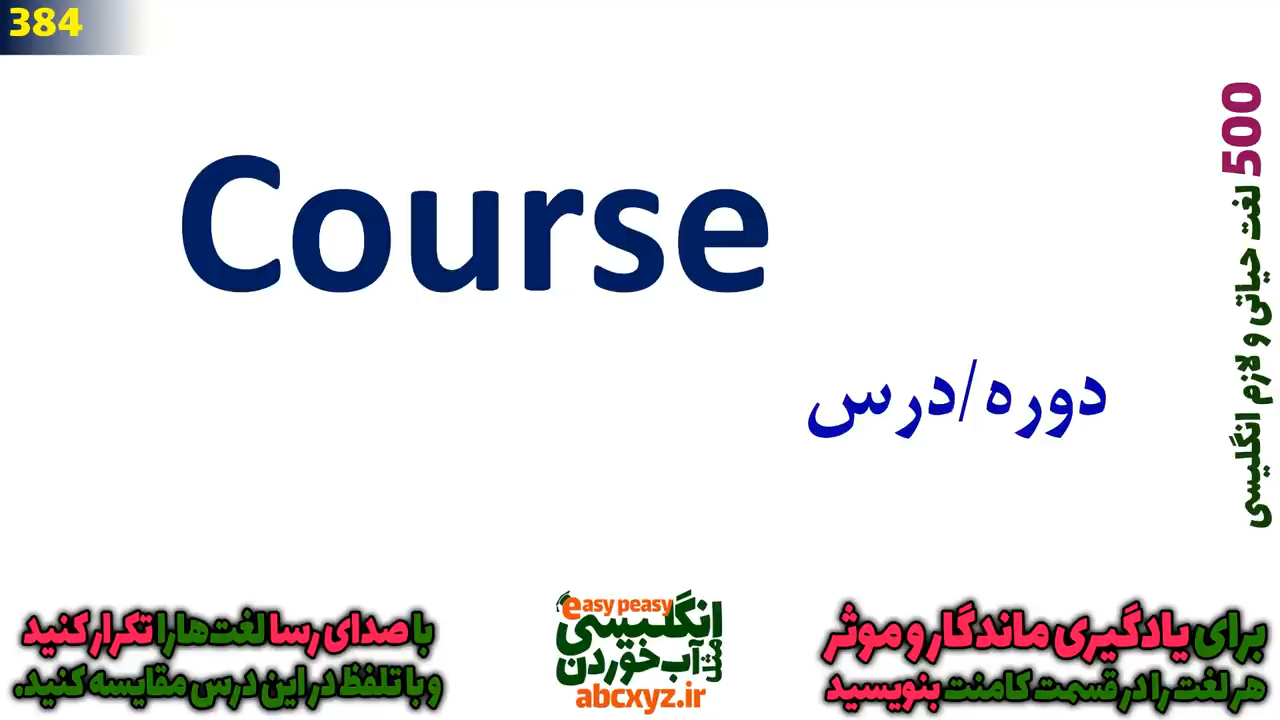 384
Course
دوره/درس
500 لغت حیاتی و لازم انگلیسی
با صدای رسا لغت‌ها را تکرار کنید
و با تلفظ در این درس مقایسه کنید.
easy peasy
انگلیسی
مثل
آب خوردن
abcxyz.ir
برای یادگیری ماندگار و موثر
هر لغت را در قسمت کامنت بنویسید